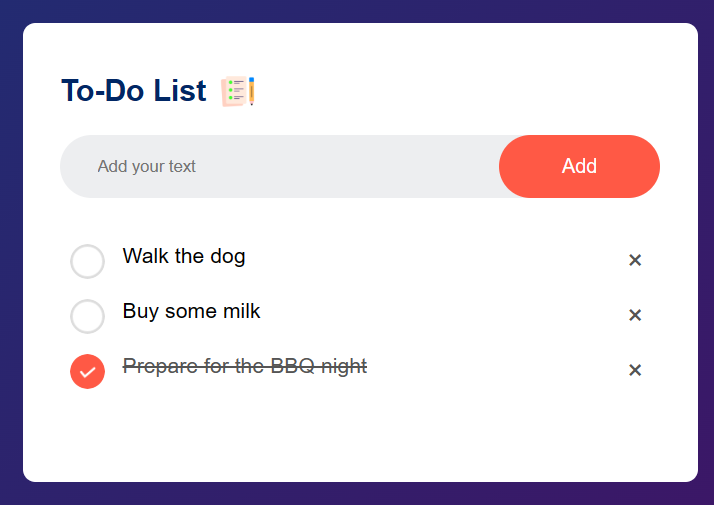 To-Do List
Add your text
Add
Walk the dog ×
Buy some milk ×
Prepare for the BBQ night ×